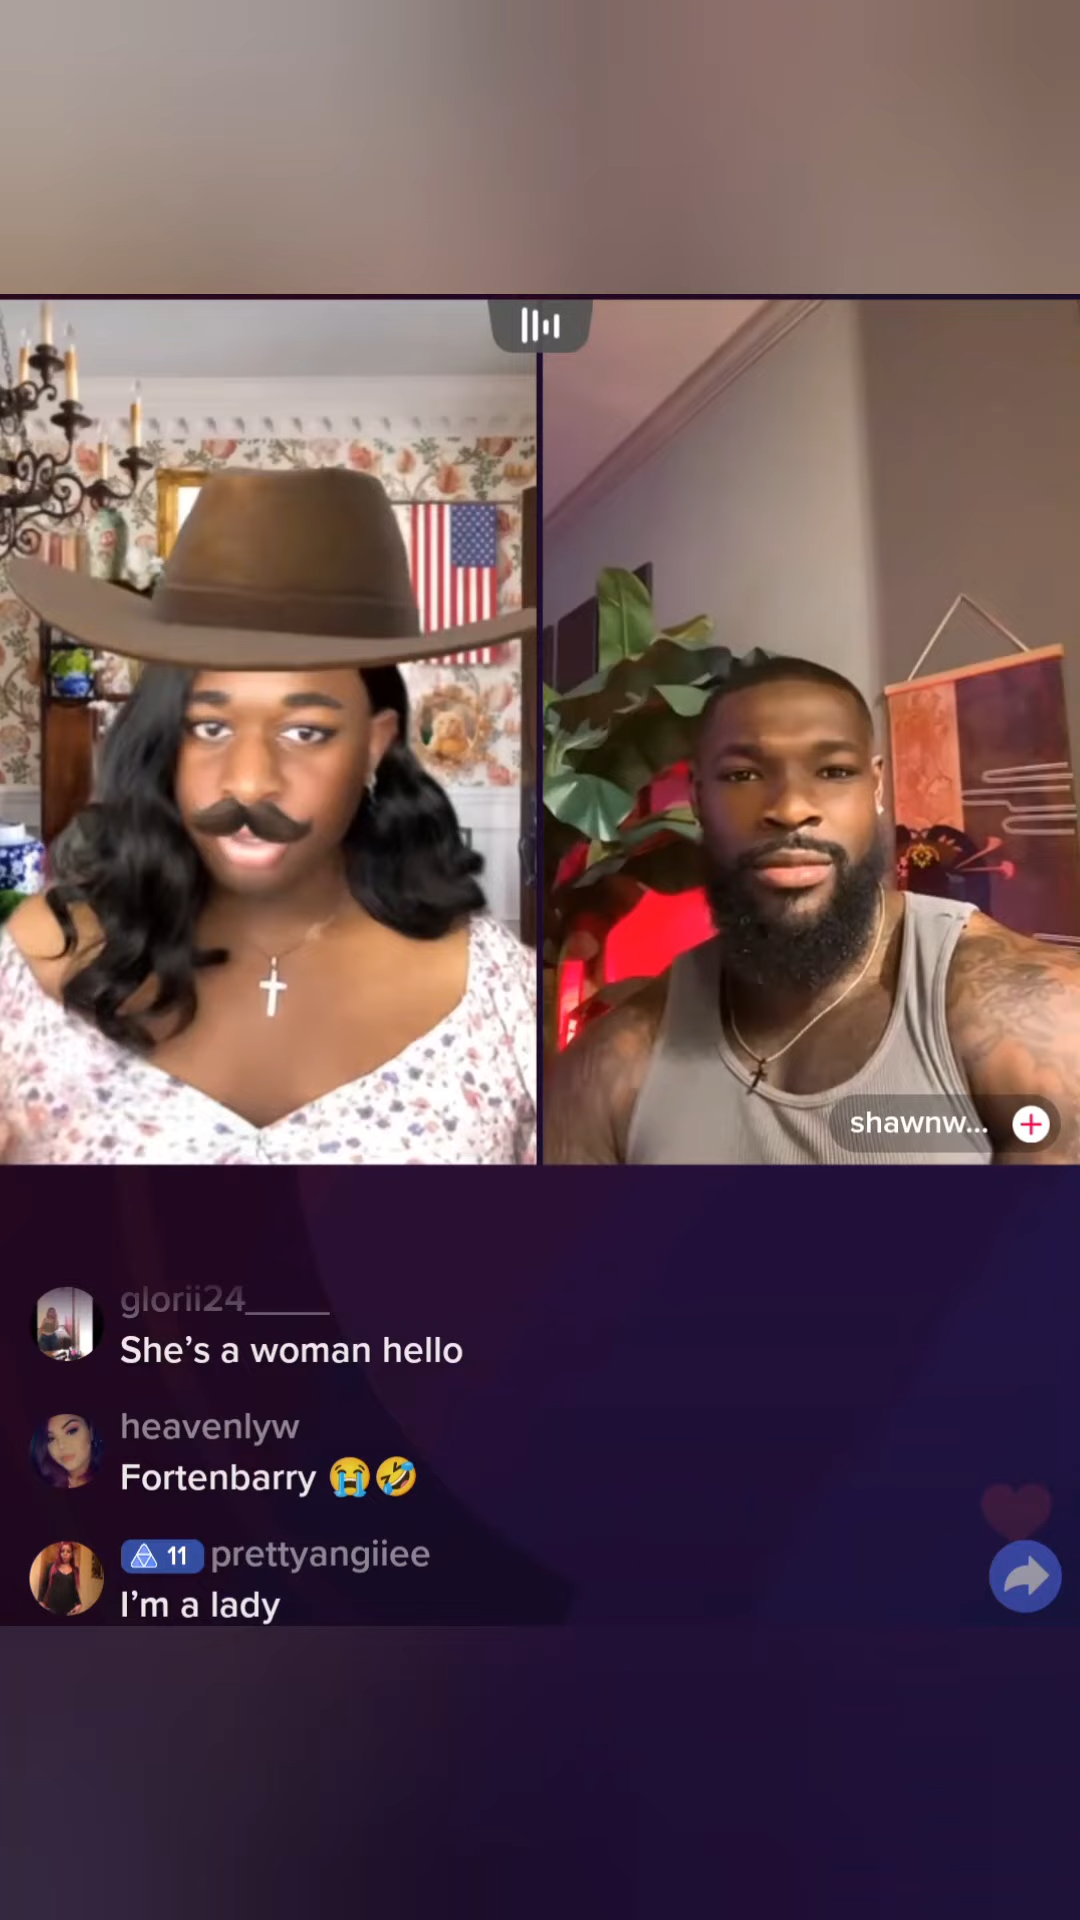 shawnw...
glorii24_____
She’s a woman hello
heavenlyw
Fortenbarry 😭🤣
11 prettyangiiee
I’m a lady